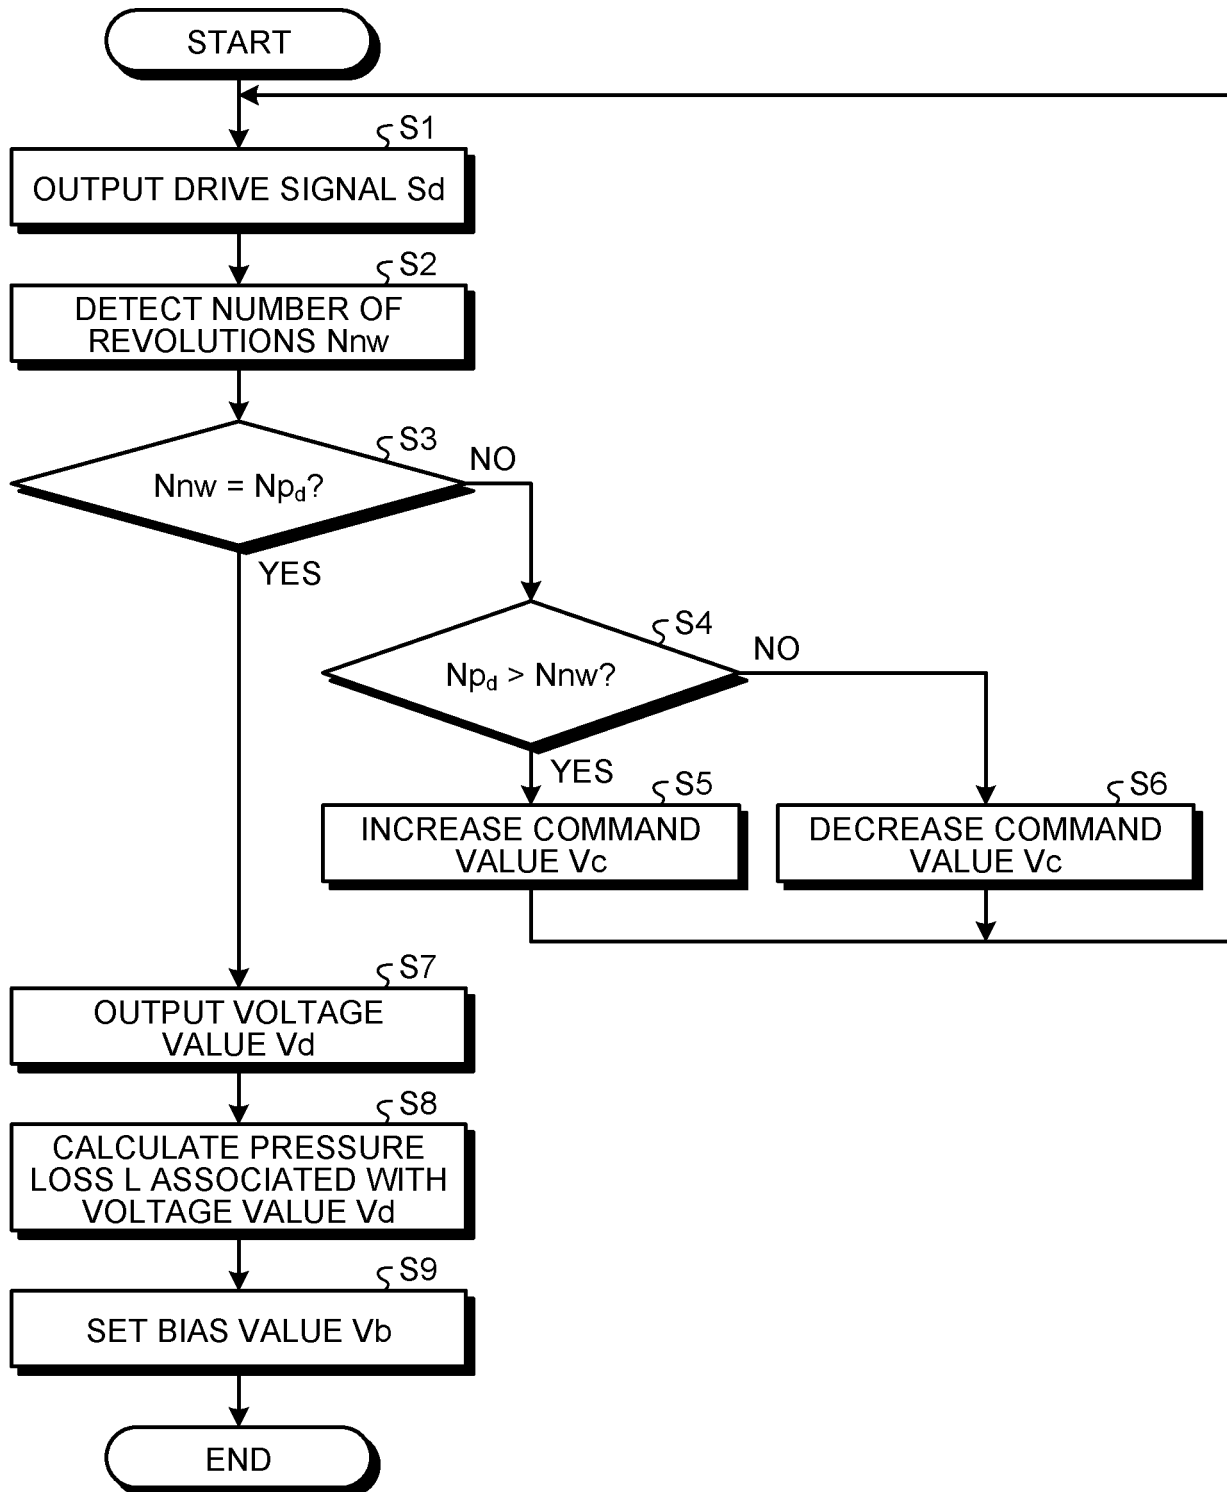 START
S1
OUTPUT DRIVE SIGNAL Sd
S2
DETECT NUMBER OF
REVOLUTIONS Nnw
S3
Nnw = Npd?
NO
YES
S4
Npd > Nnw?
NO
YES
S5
INCREASE COMMAND
VALUE Vc
S6
DECREASE COMMAND
VALUE Vc
S7
OUTPUT VOLTAGE
VALUE Vd
S8
CALCULATE PRESSURE
LOSS L ASSOCIATED WITH
VOLTAGE VALUE Vd
S9
SET BIAS VALUE Vb
END